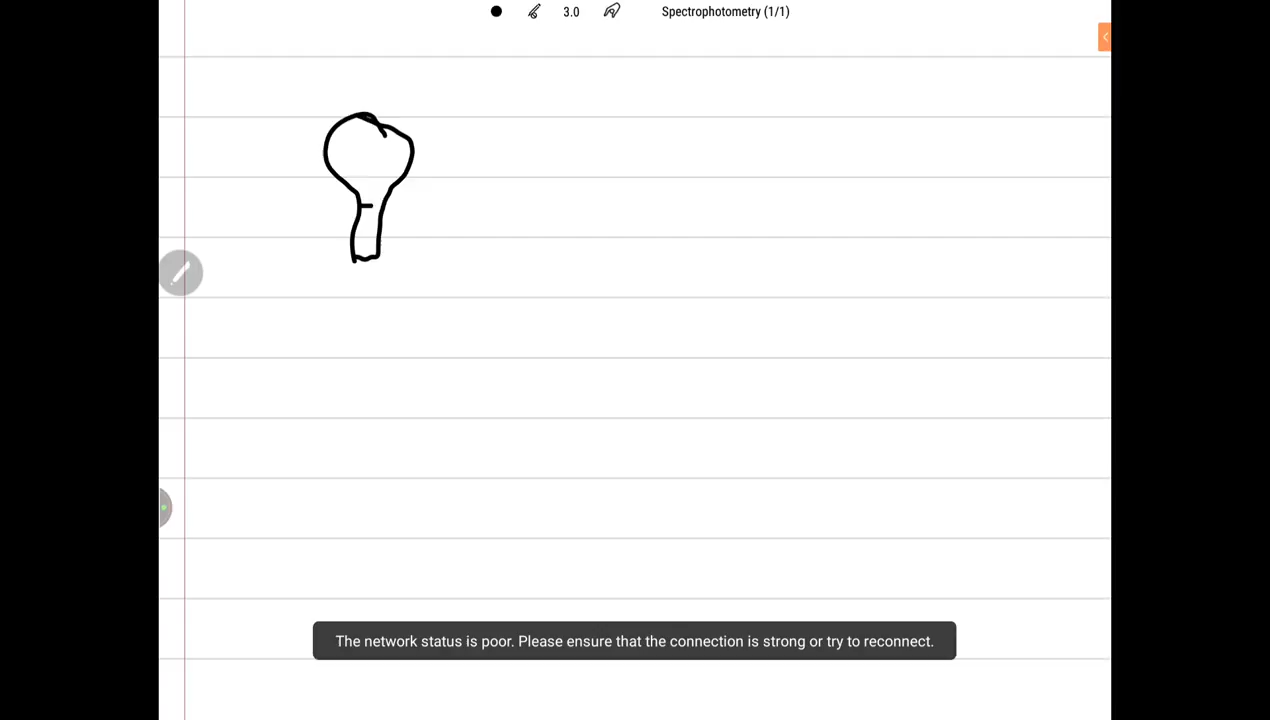 3.0 Spectrophotometry (1/1)
The network status is poor. Please ensure that the connection is strong or try to reconnect.